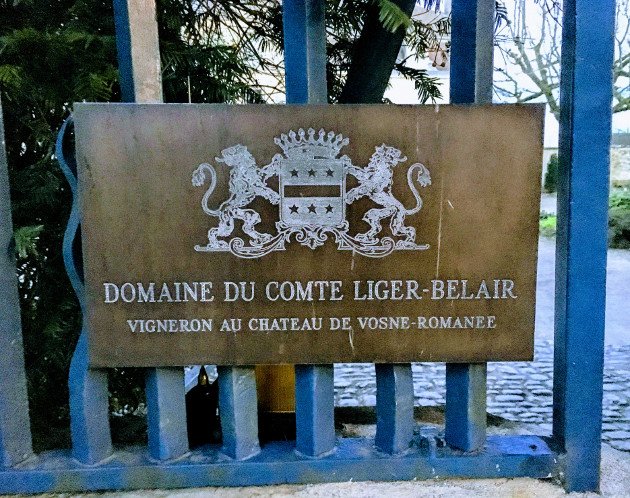 DOMAINE DU COMTE LIGER-BELAIR
VIGNERON AU CHATEAU DE VOSNE-ROMANEE